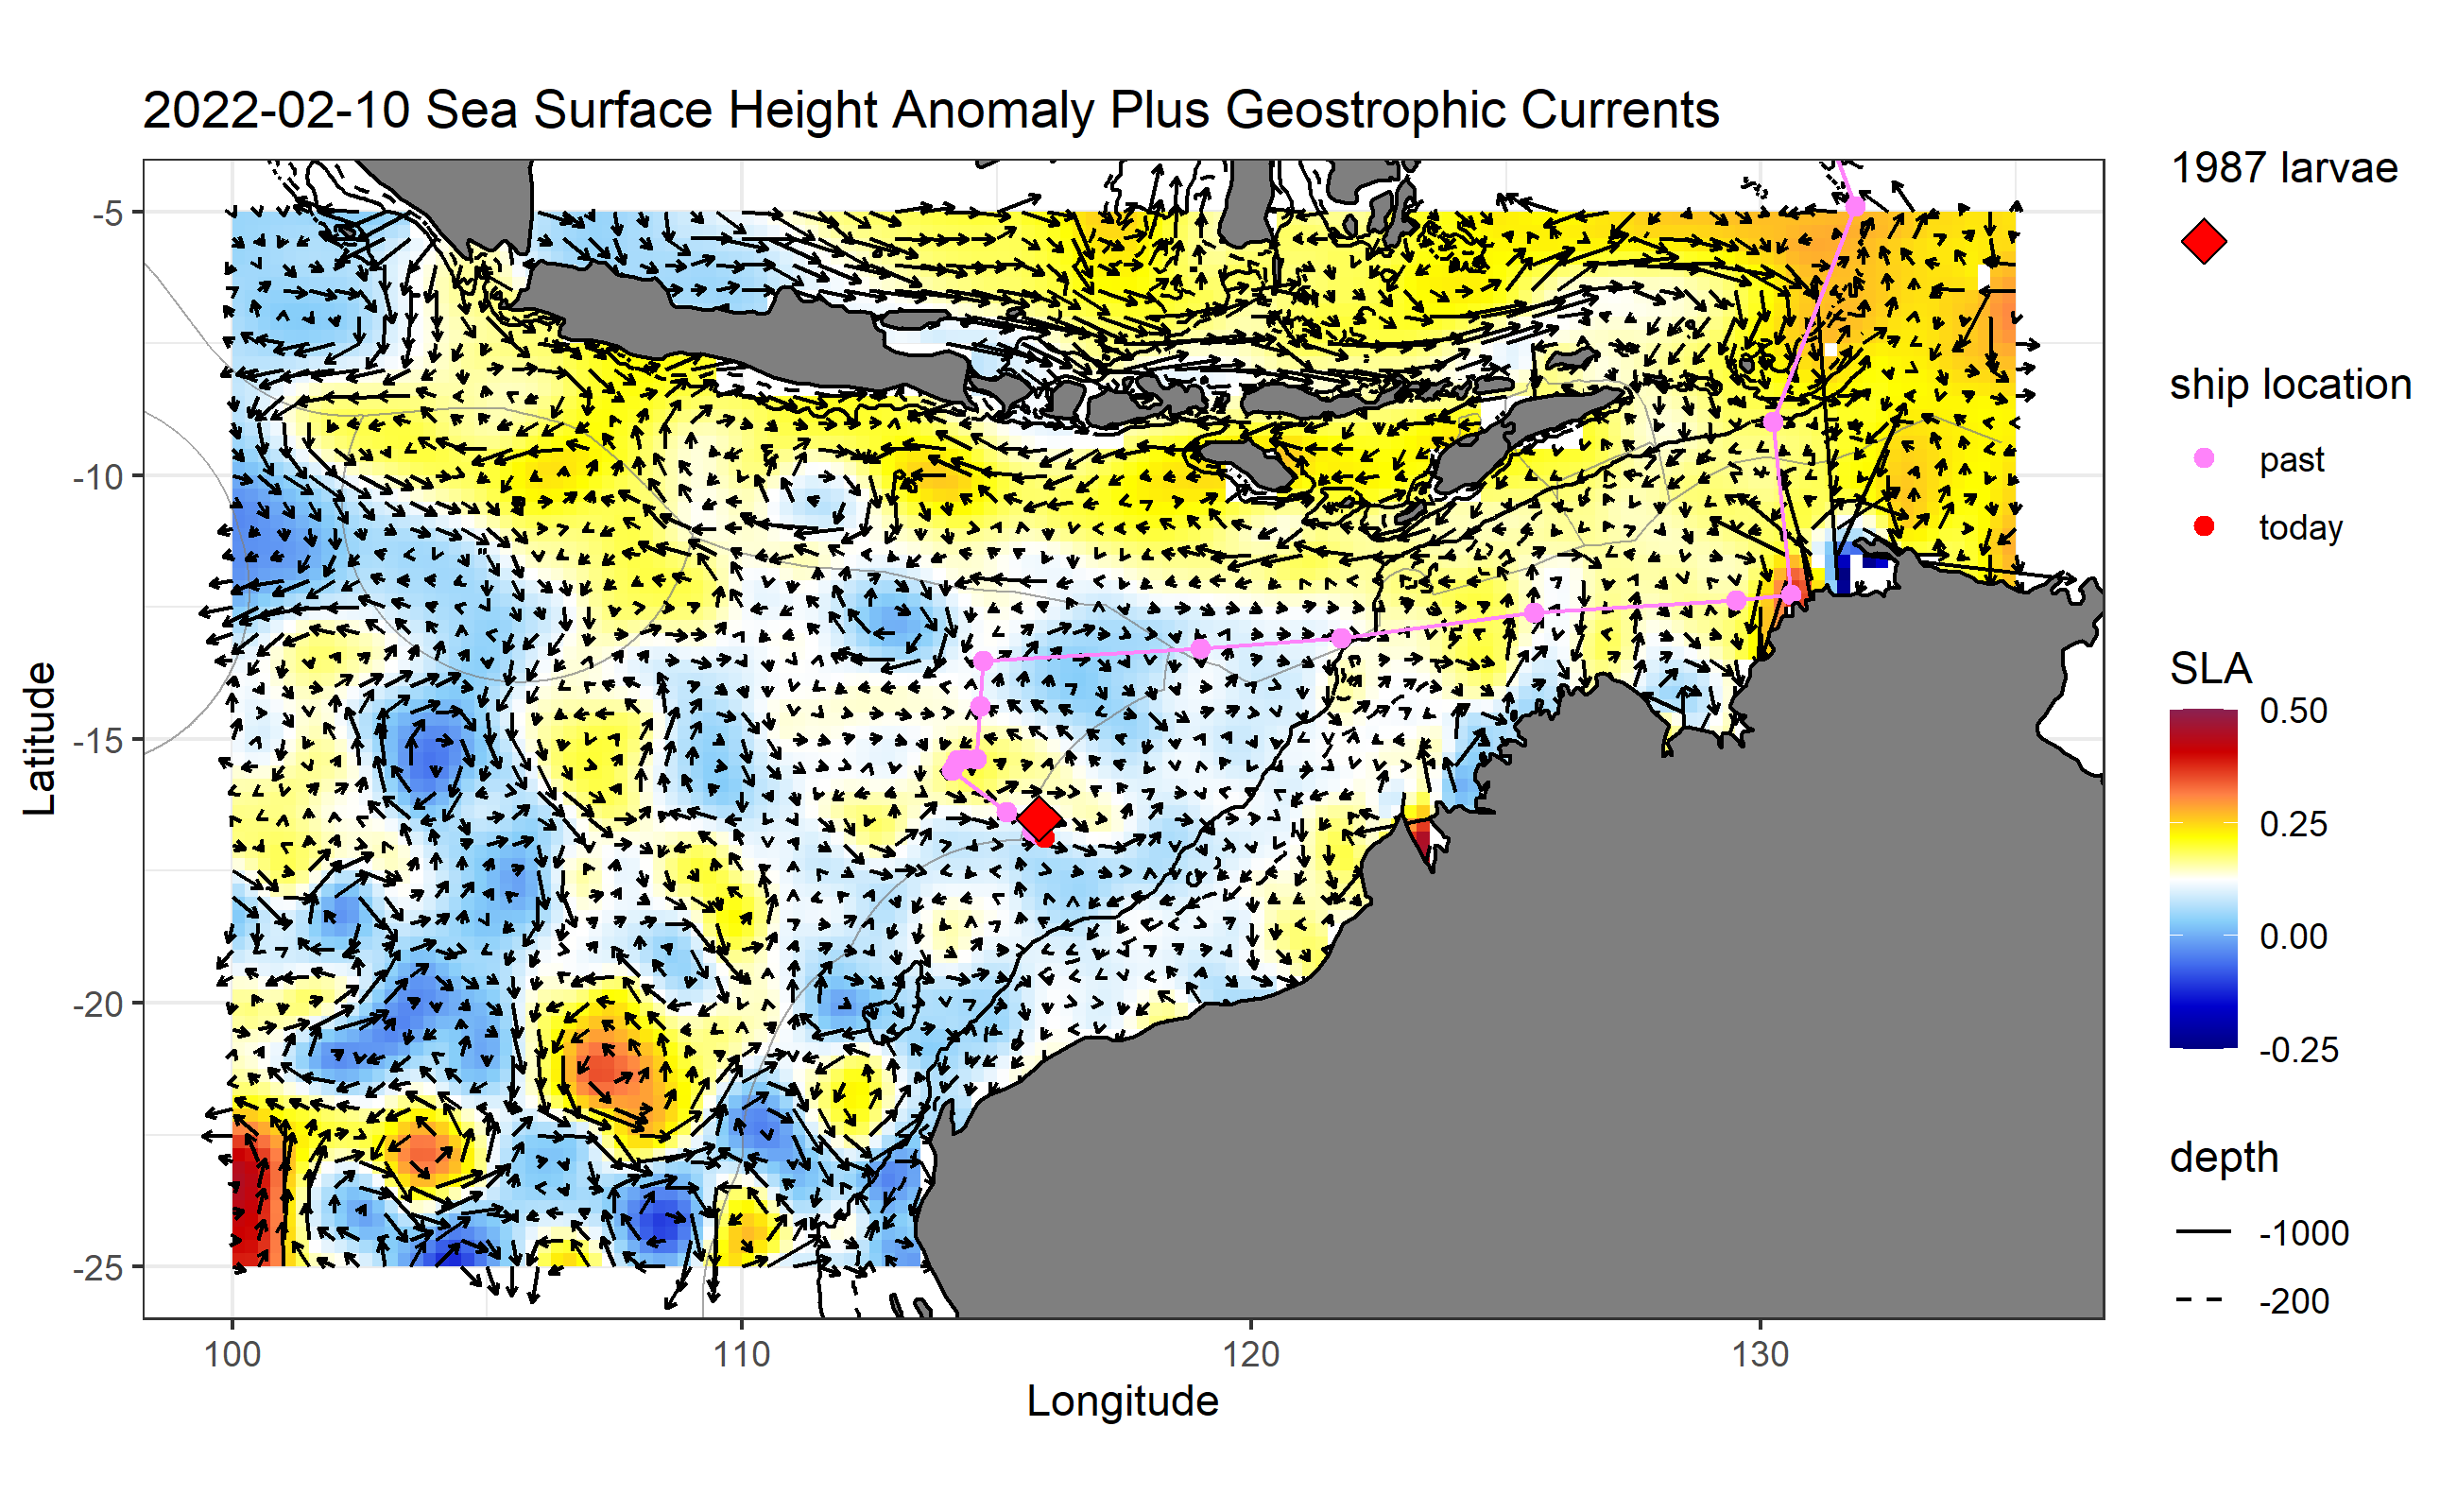 2022-02-10 Sea Surface Height Anomaly Plus Geostrophic Currents
1987 larvae
ship location
past
today
SLA
0.50
0.25
0.00
-0.25
depth
-1000
-200
Latitude
-5
-10
-15
-20
-25
100
110
120
130
Longitude